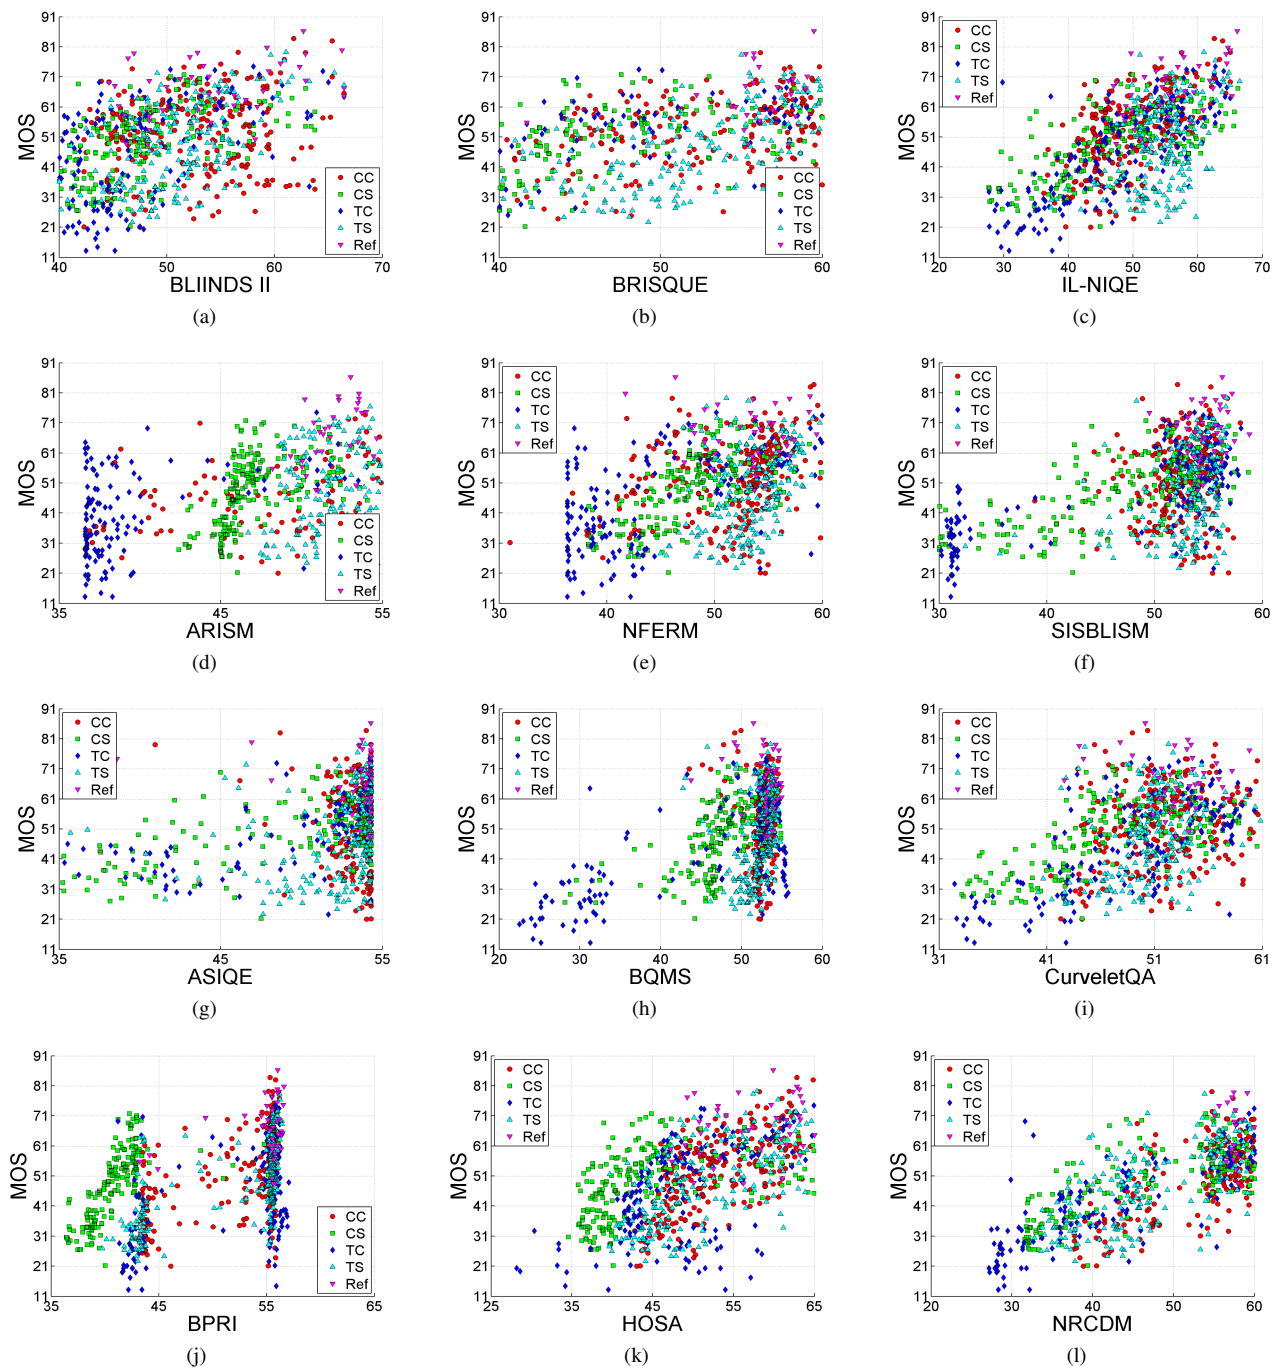 91 81 71 61 51 41 31 21 11
MOS
CC
CS
TC
TS
Ref
40 50 60 70
BLIINDS II
(a)
91 81 71 61 51 41 31 21 11
MOS
CC
CS
TC
TS
Ref
40 50 60
BRISQUE
(b)
91 81 71 61 51 41 31 21 11
MOS
CC
CS
TC
TS
Ref
20 30 40 50 60 70
IL-NIQE
(c)
91 81 71 61 51 41 31 21 11
MOS
CC
CS
TC
TS
Ref
35 45 55
ARISM
(d)
91 81 71 61 51 41 31 21 11
MOS
CC
CS
TC
TS
Ref
30 40 50 60
NFERM
(e)
91 81 71 61 51 41 31 21 11
MOS
CC
CS
TC
TS
Ref
30 40 50 60
SISBLISM
(f)
91 81 71 61 51 41 31 21 11
MOS
CC
CS
TC
TS
Ref
35 45 55
ASIQE
(g)
91 81 71 61 51 41 31 21 11
MOS
CC
CS
TC
TS
Ref
20 30 40 50 60
BQMS
(h)
91 81 71 61 51 41 31 21 11
MOS
CC
CS
TC
TS
Ref
31 41 51 61
CurveletQA
(i)
91 81 71 61 51 41 31 21 11
MOS
CC
CS
TC
TS
Ref
35 45 55 65
BPRI
(j)
91 81 71 61 51 41 31 21 11
MOS
CC
CS
TC
TS
Ref
25 35 45 55 65
HOSA
(k)
91 81 71 61 51 41 31 21 11
MOS
CC
CS
TC
TS
Ref
20 30 40 50 60
NRCDM
(l)